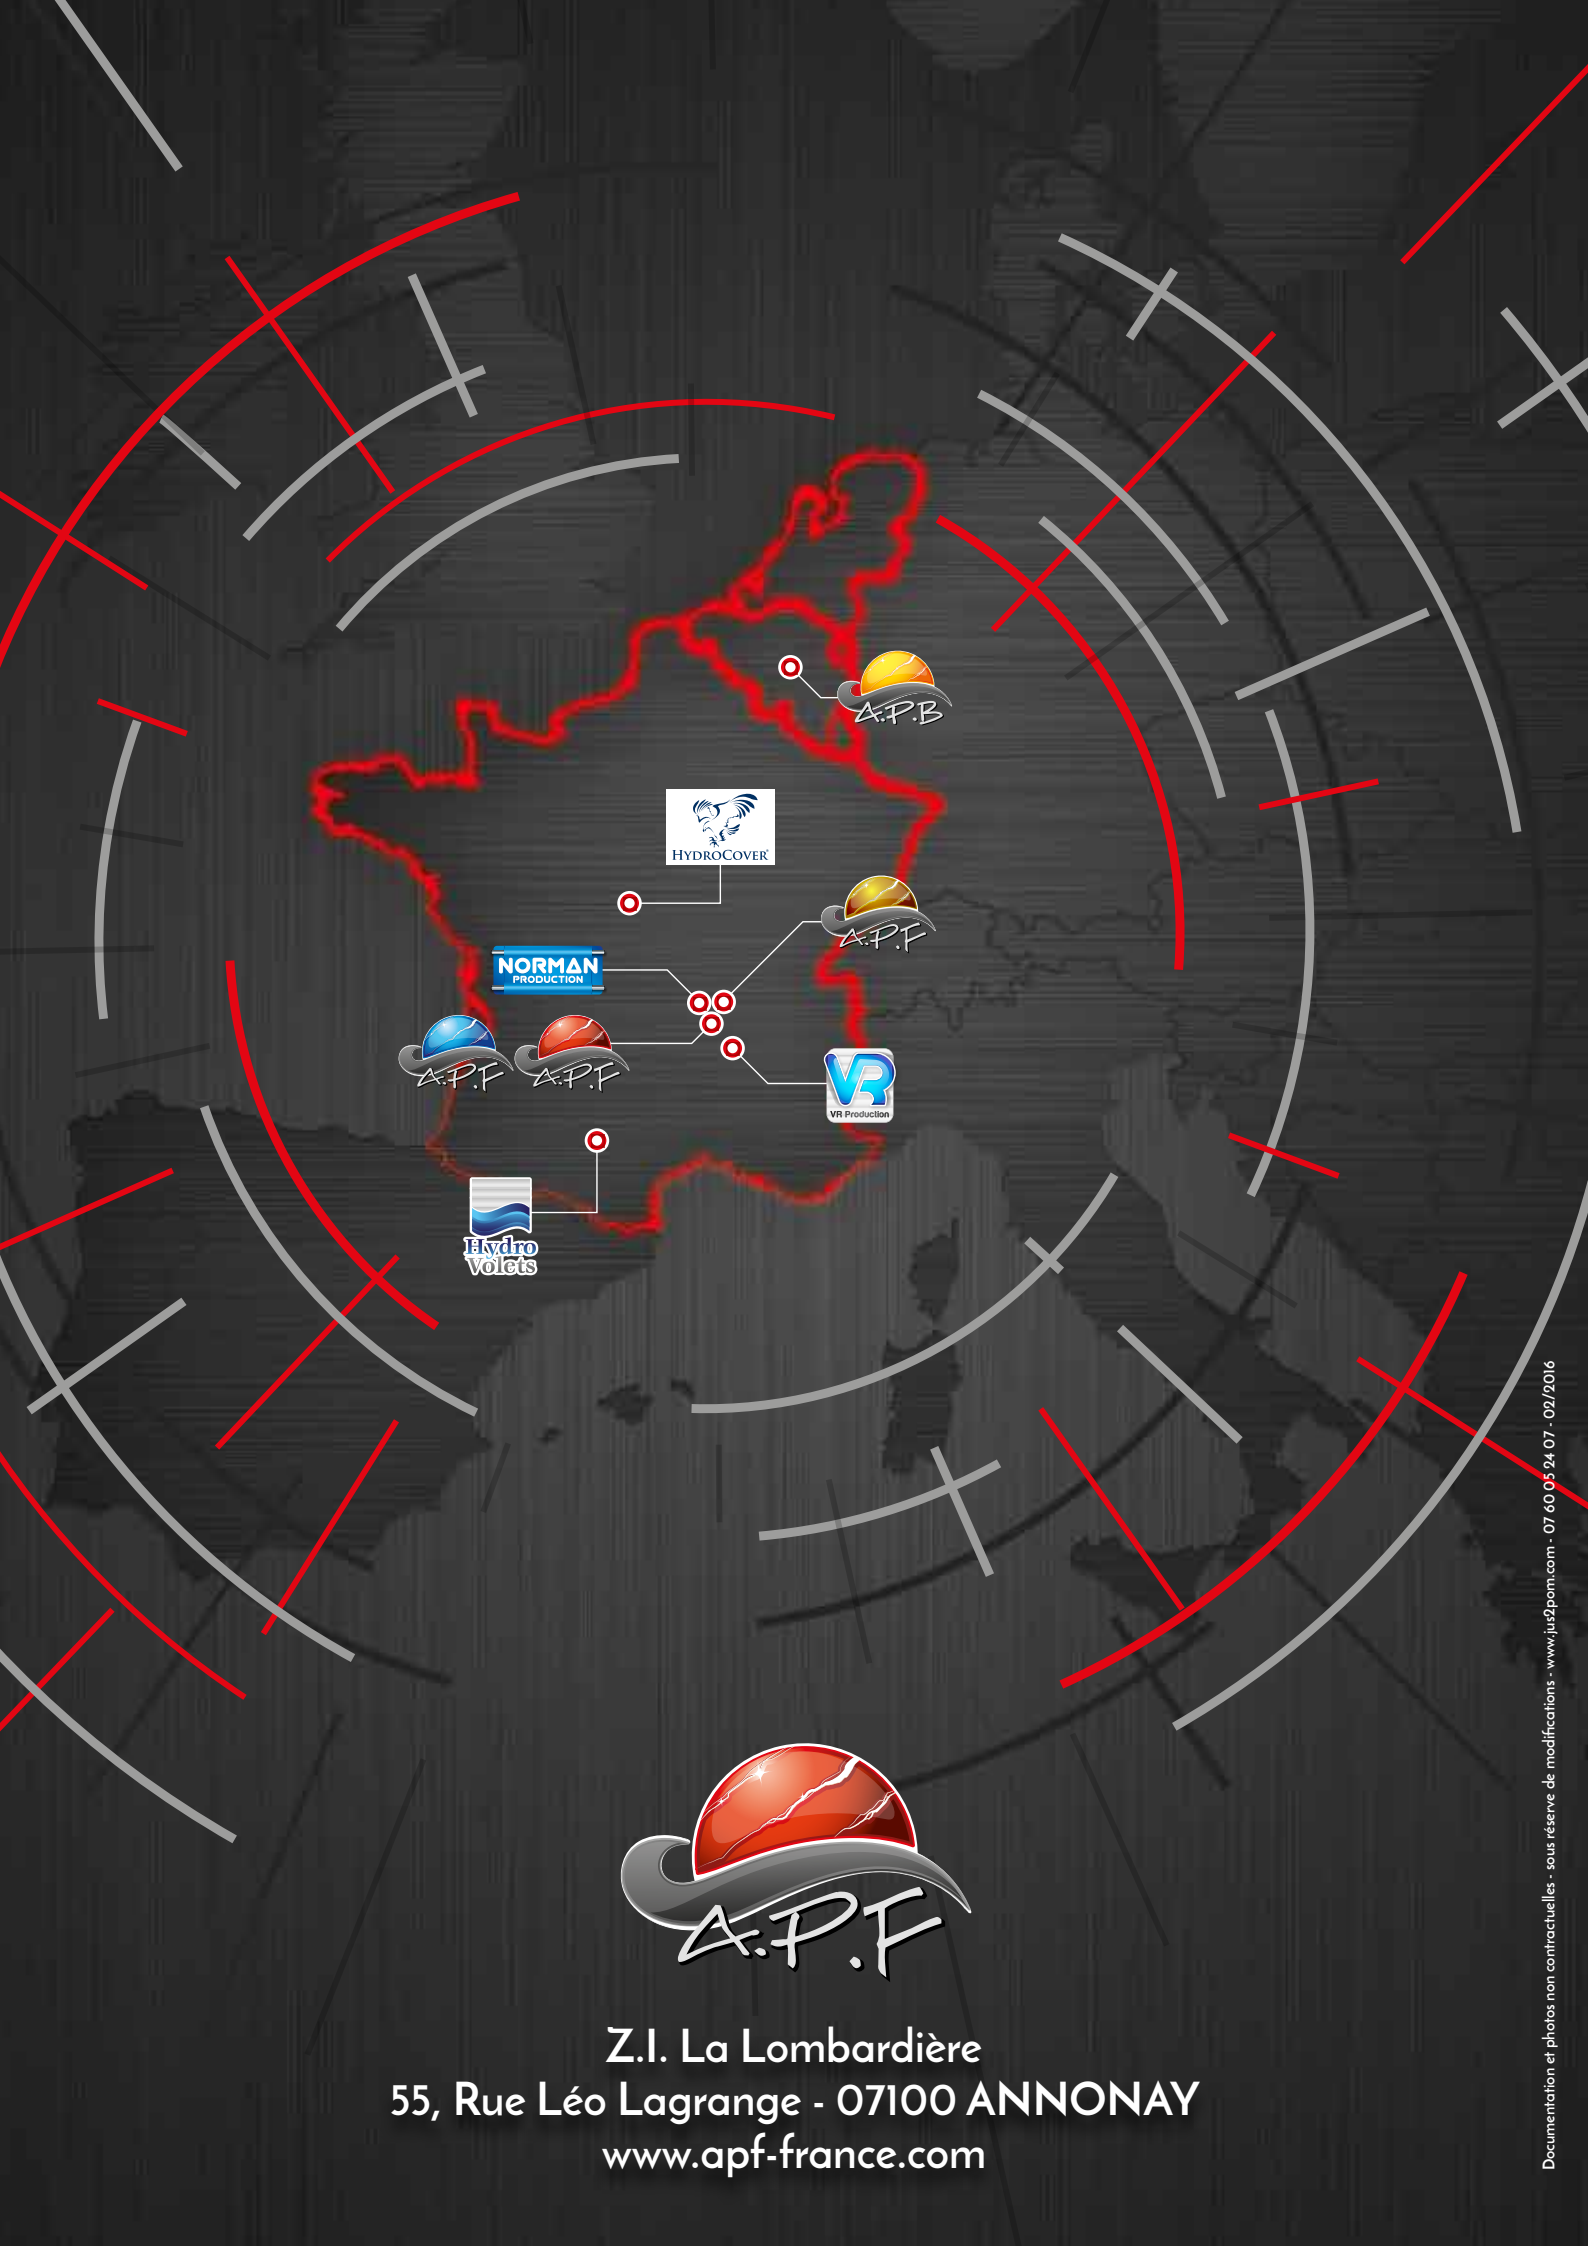 A.P.B
HYDROCOVER®
A.P.F
NORMAN
PRODUCTION
A.P.F
A.P.F
VR
VR Production
Hydro
Volets
A.P.F
Z.I. La Lombardière
55, Rue Léo Lagrange - 07100 ANNONAY
www.apf-france.com
Documentation et photos non contractuelles - sous réserve de modifications - www.jus2pom.com - 07 60 05 24 07 - 02/2016